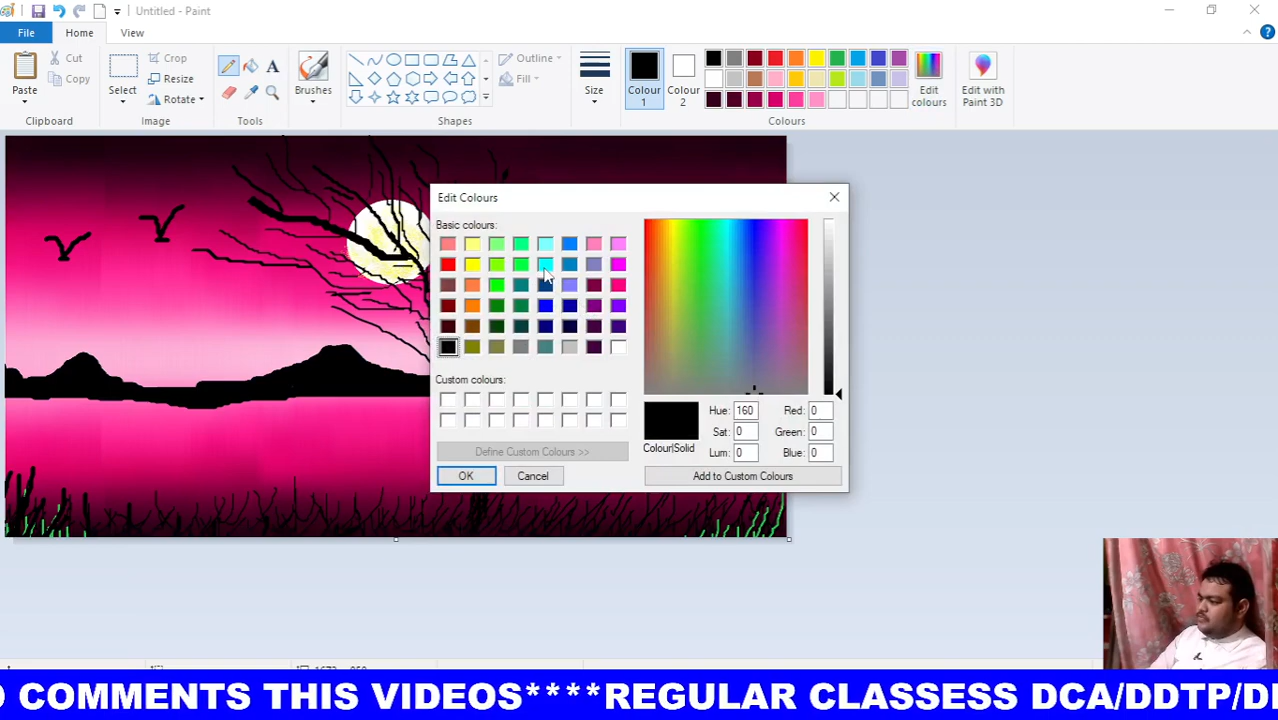 Untitled - Paint
File
Home
View
Cut
Copy
Paste
Clipboard
Select
Crop
Resize
Rotate
Image
Tools
Brushes
Shapes
Outline
Fill
Size
Colour 1
Colour 2
Edit colours
Colours
Edit with Paint 3D
Edit Colours
Basic colours:
Custom colours:
Define Custom Colours >>
OK
Cancel
Colour|Solid
Hue: 160
Sat: 0
Lum: 0
Red: 0
Green: 0
Blue: 0
Add to Custom Colours
COMMENTS THIS VIDEOS****REGULAR CLASSESS DCA/DDTP/